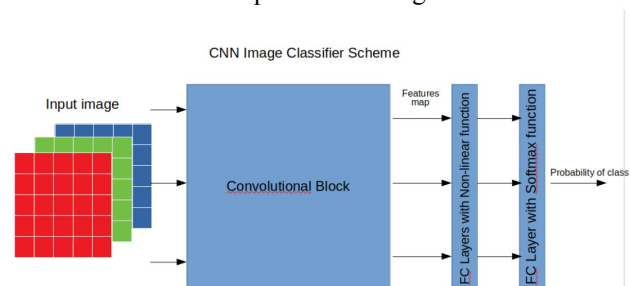 CNN Image Classifier Scheme
Input image
Convolutional Block
Features
map
FC Layers with Non-linear function
FC Layer with Softmax function
Probability of class